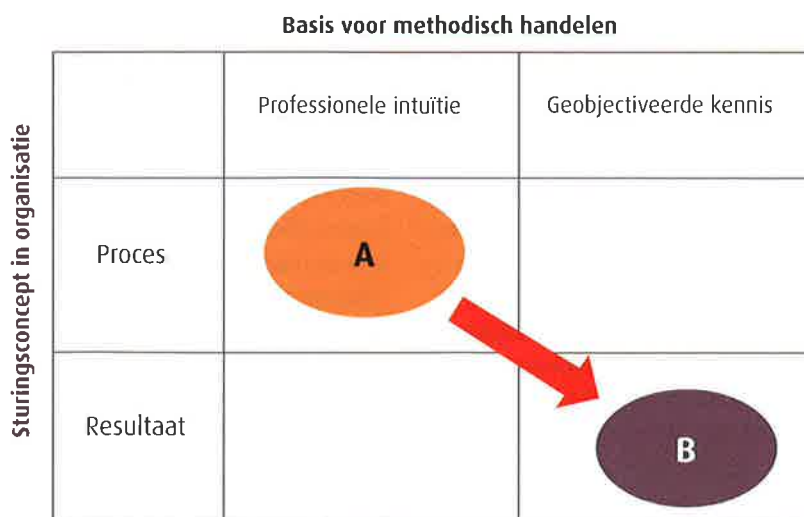 Basis voor methodisch handelen
Sturingsconcept in organisatie
Professionele intuïtie
Geobjectiveerde kennis
Proces
A
Resultaat
B